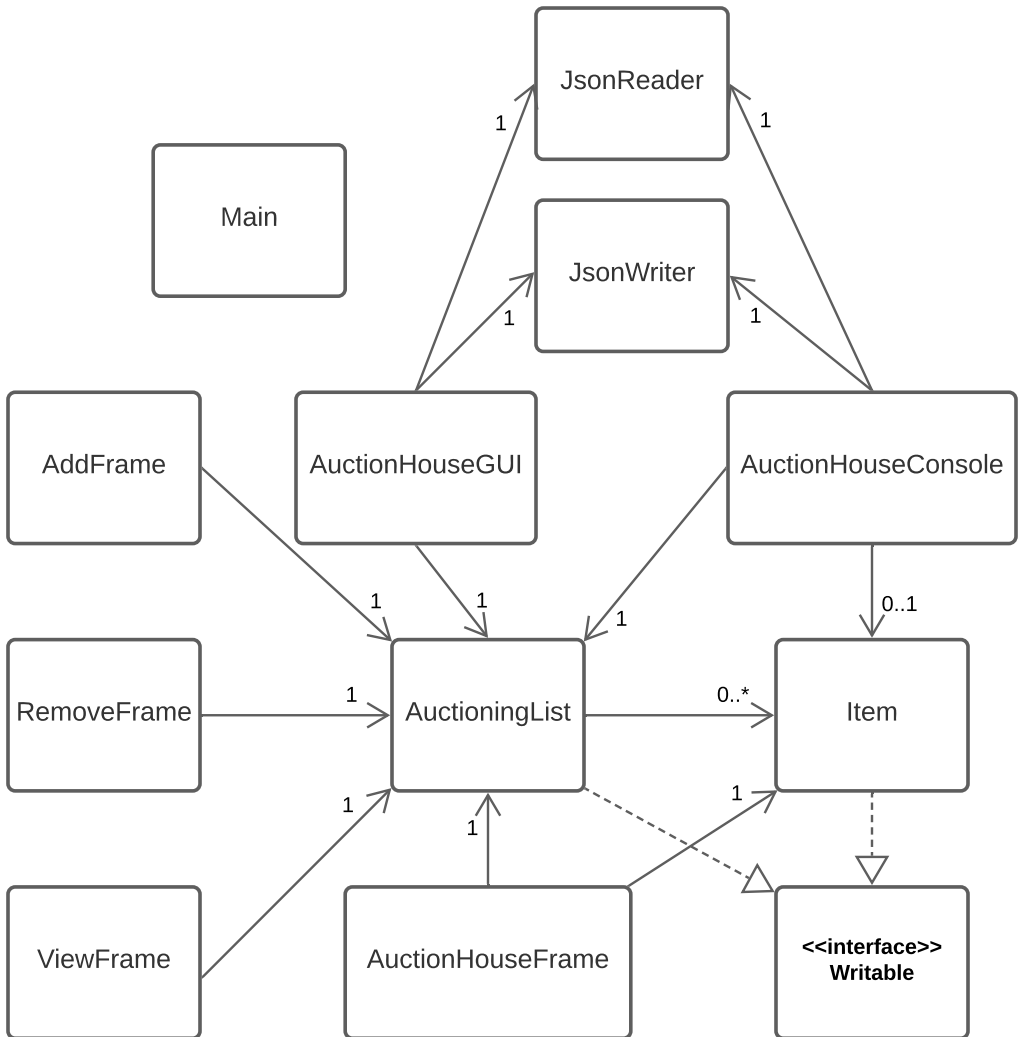 JsonReader
1
1
Main
JsonWriter
1
1
AddFrame
AuctionHouseGUI
AuctionHouseConsole
1
1
1
0..1
RemoveFrame
1
AuctioningList
0..*
Item
1
1
1
ViewFrame
AuctionHouseFrame
<<interface>>
Writable